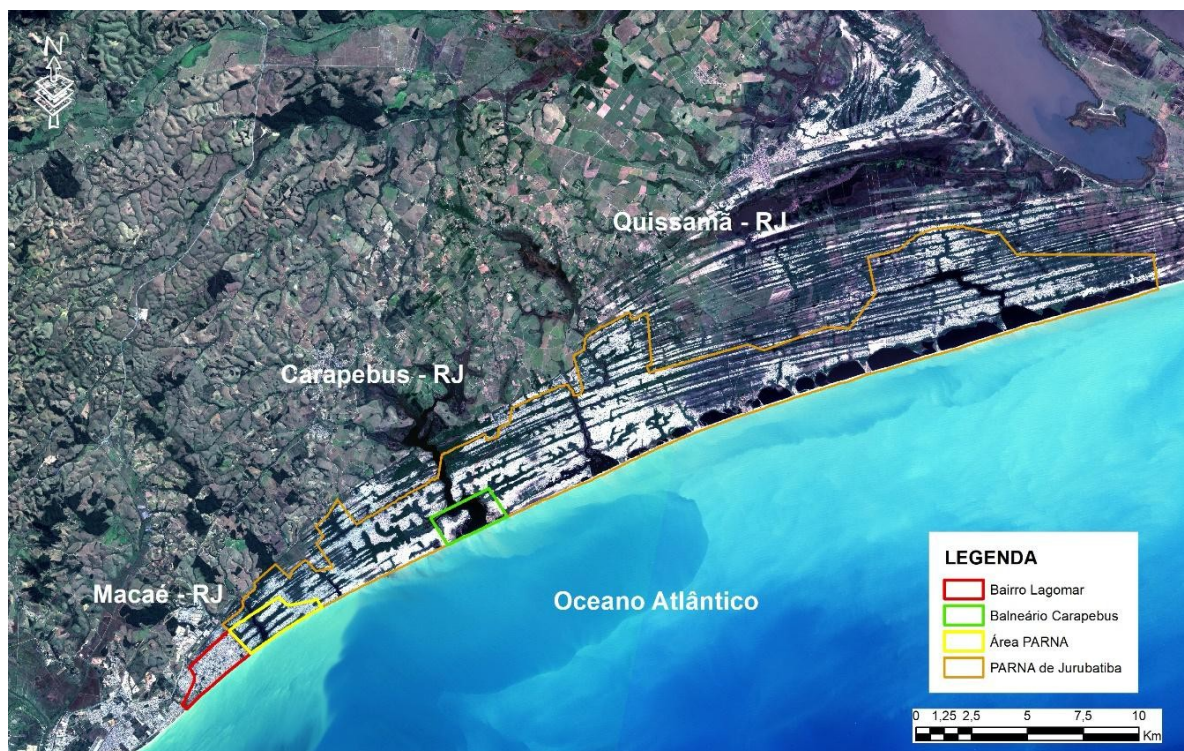 N
Quissamã - RJ
Carapebus - RJ
Macaé - RJ
Oceano Atlântico
LEGENDA
Bairro Lagomar
Balneário Carapebus
Área PARNA
PARNA de Jurubatiba
0 1,25 2,5 5 7,5 10
Km